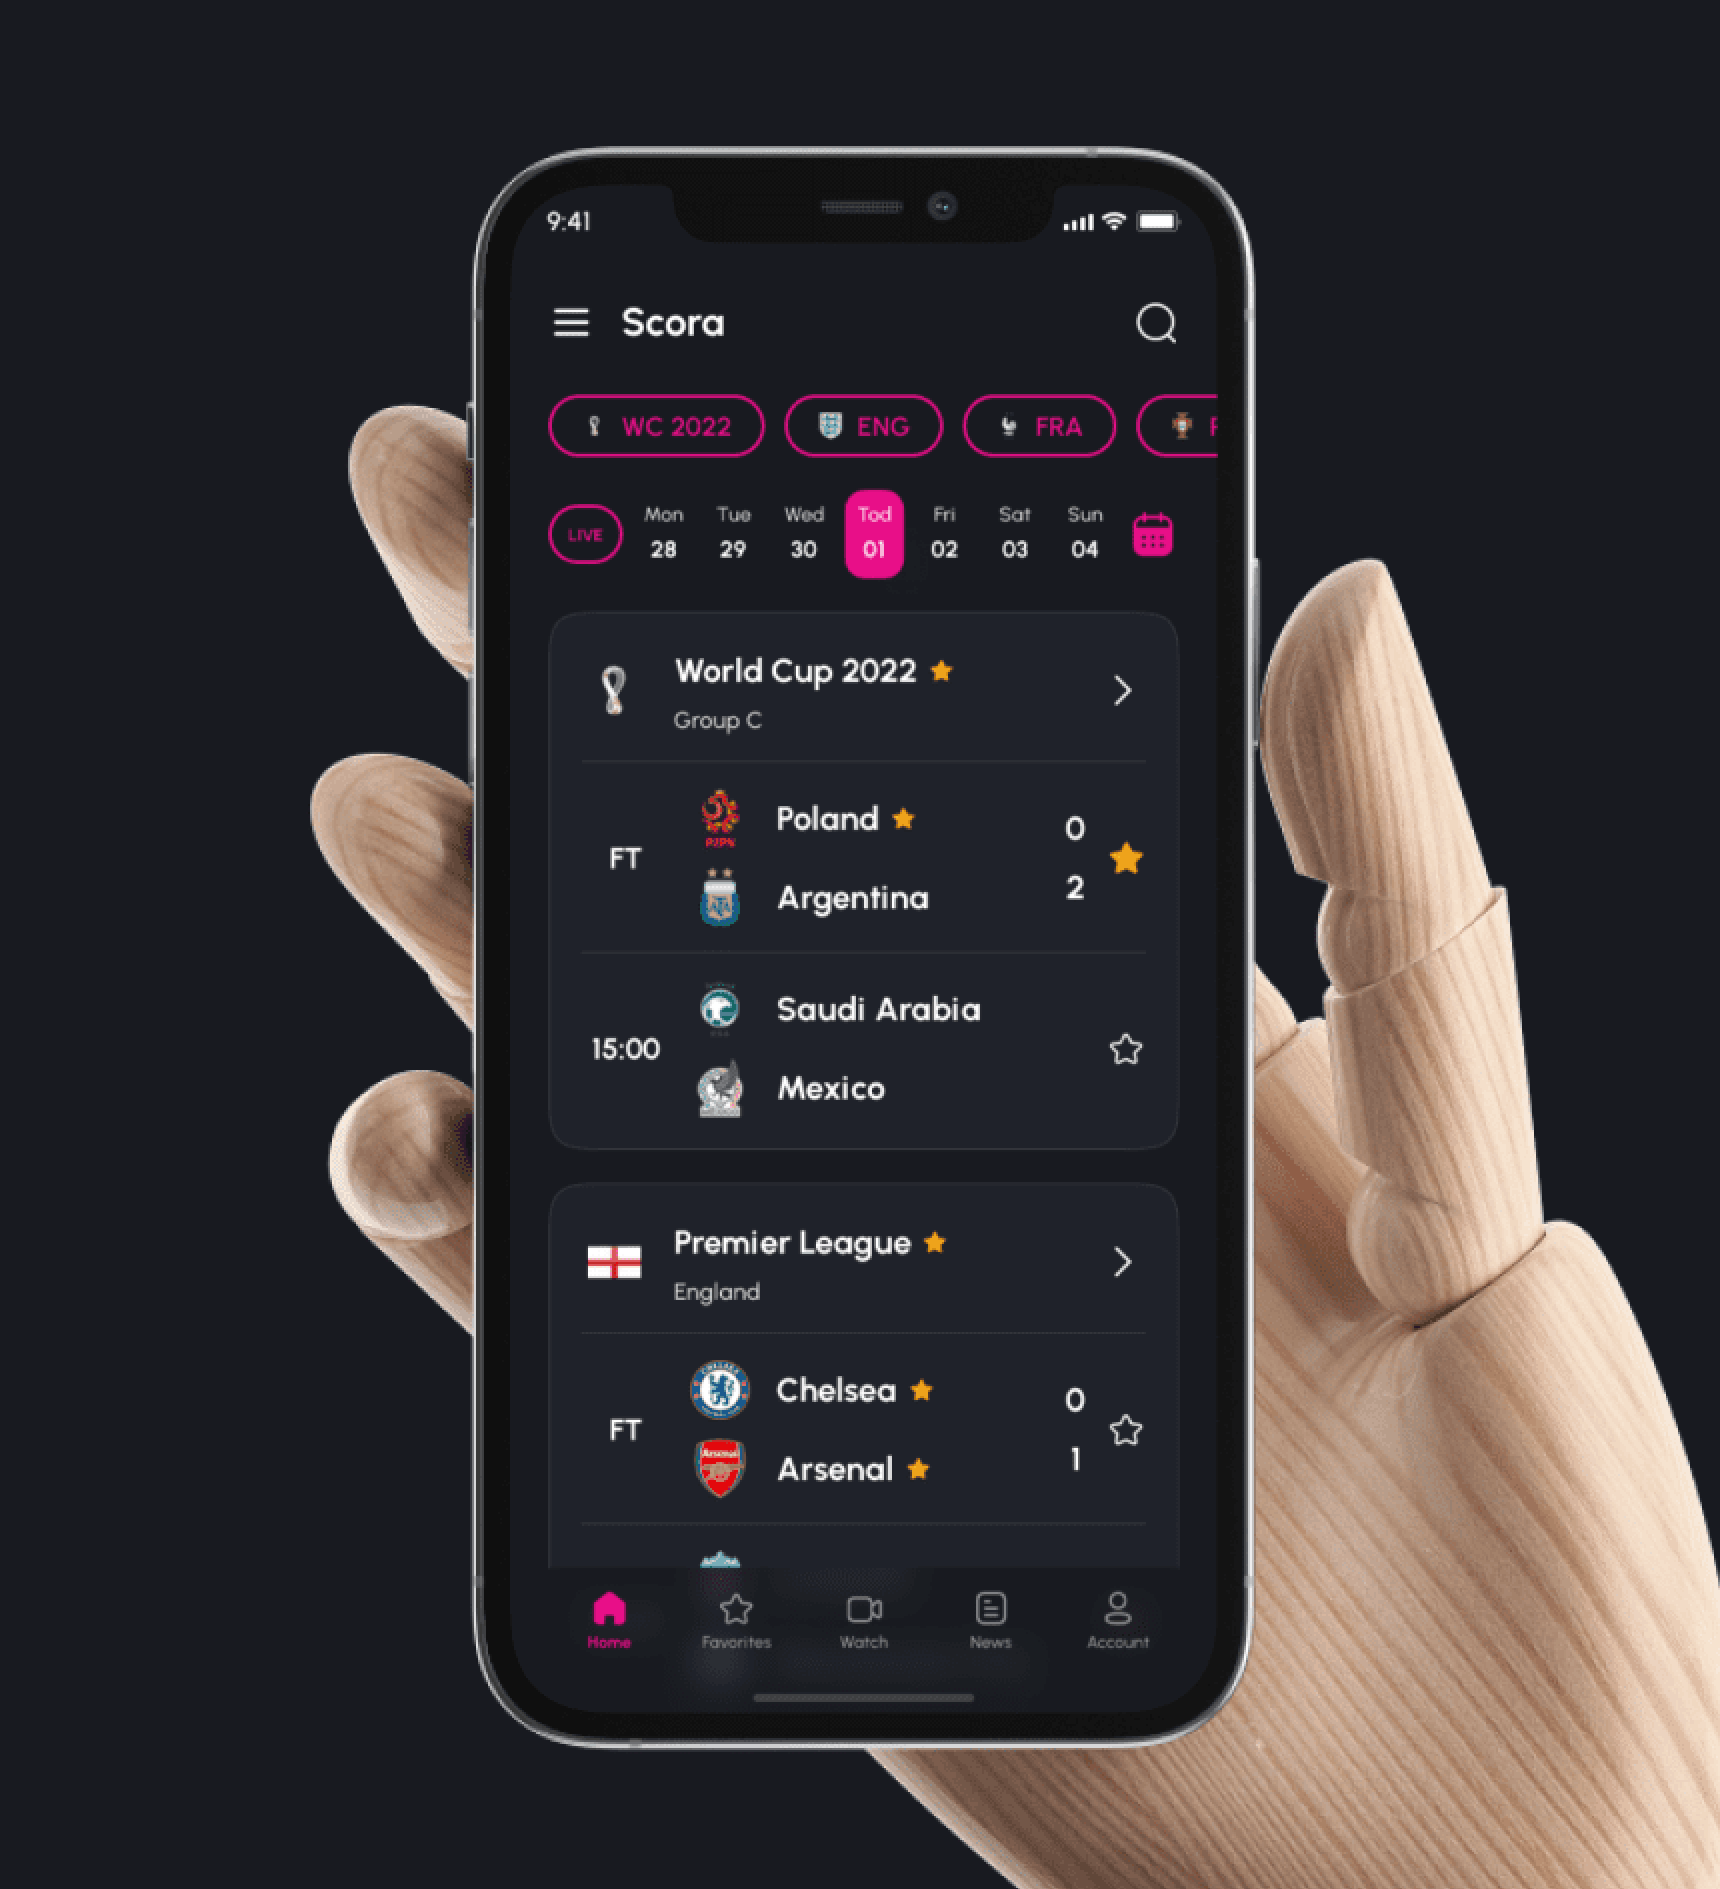 9:41
Scora
WC 2022 ENG FRA
LIVE
Mon Tue Wed Tod Fri Sat Sun
28 29 30 01 02 03 04
World Cup 2022
Group C
Poland 0
FT
Argentina 2
Saudi Arabia
15:00
Mexico
Premier League
England
Chelsea 0
FT
Arsenal 1
Home Favorites Watch News Account